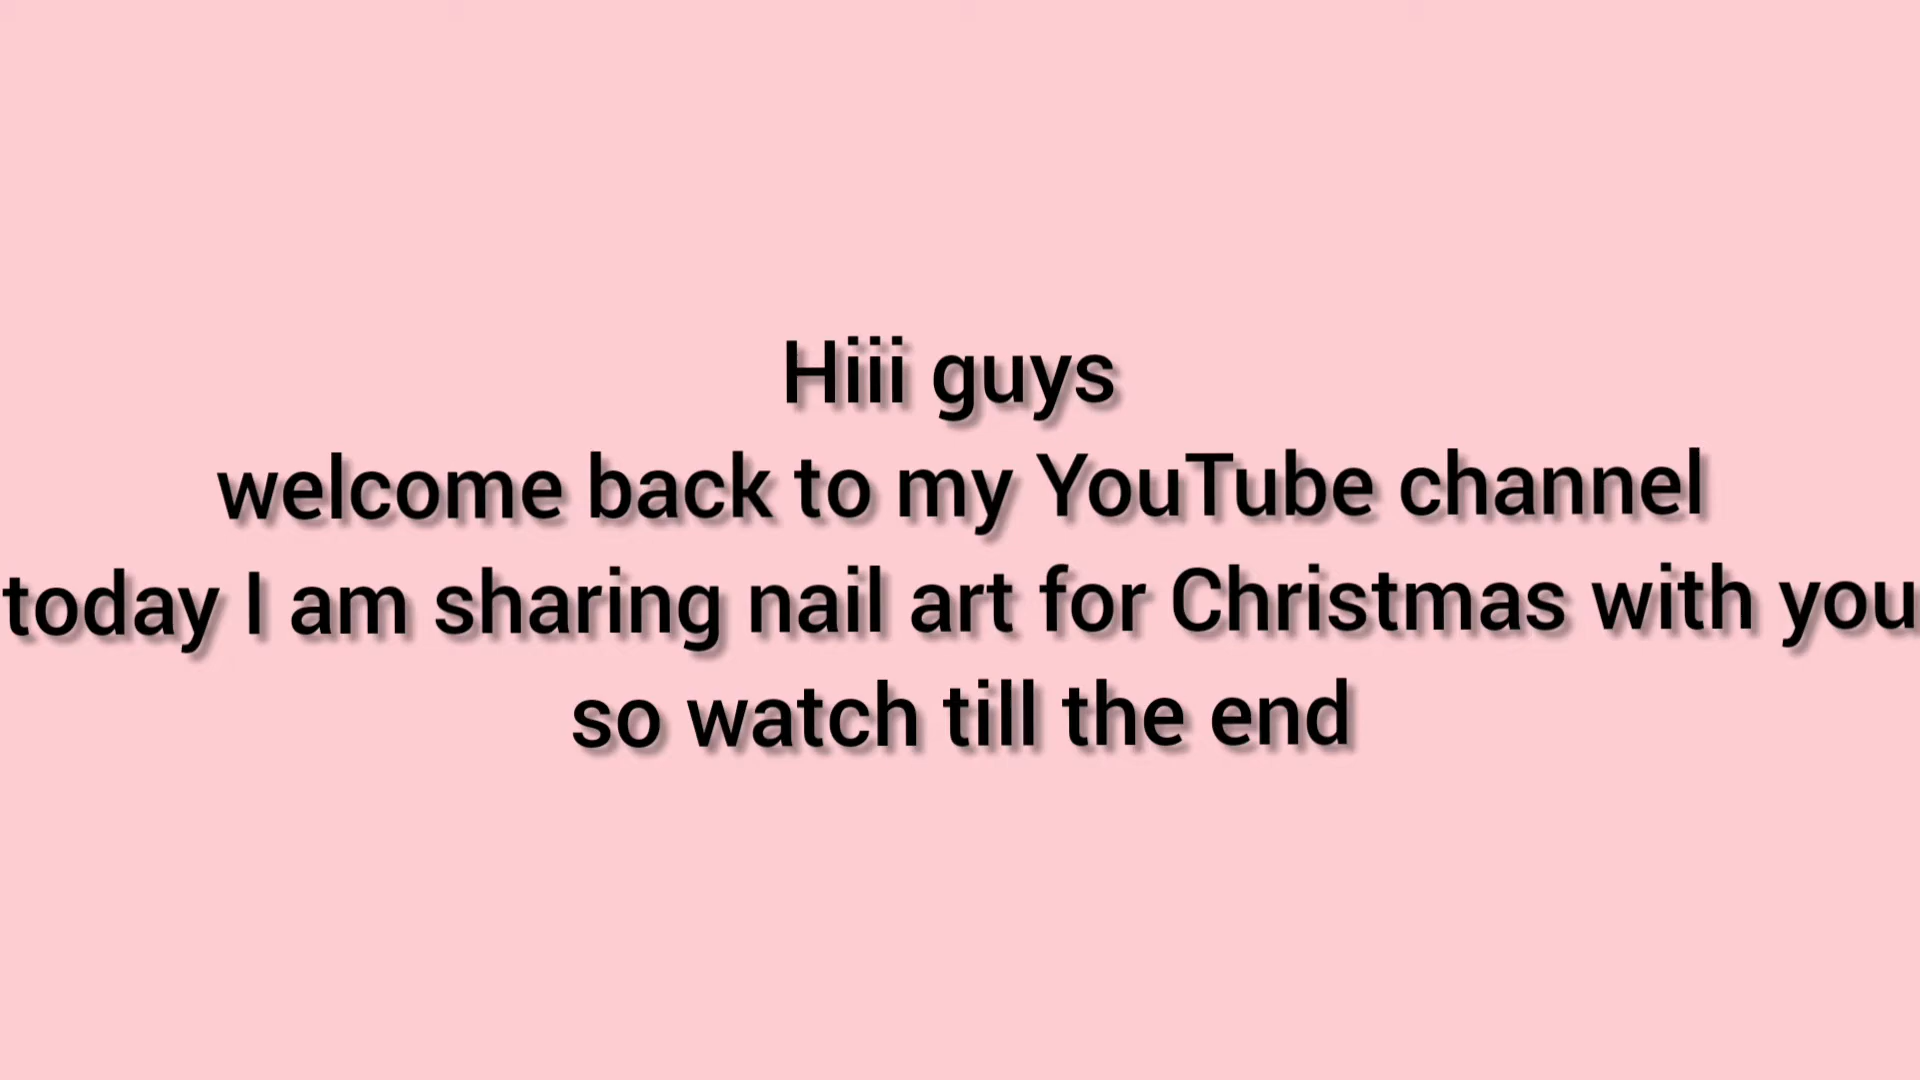 Hiii guys
welcome back to my YouTube channel
today I am sharing nail art for Christmas with you
so watch till the end